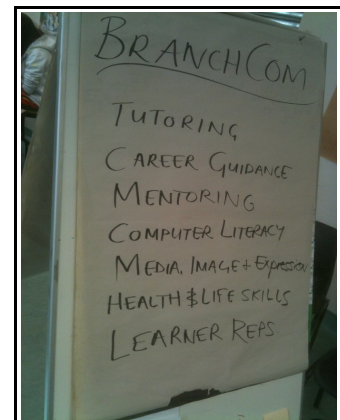 BRANCHCOM
TUTORING
CAREER GUIDANCE
MENTORING
COMPUTER LITERACY
MEDIA, IMAGE + Expression
HEALTH & LIFE SKILLS
LEARNER REPS